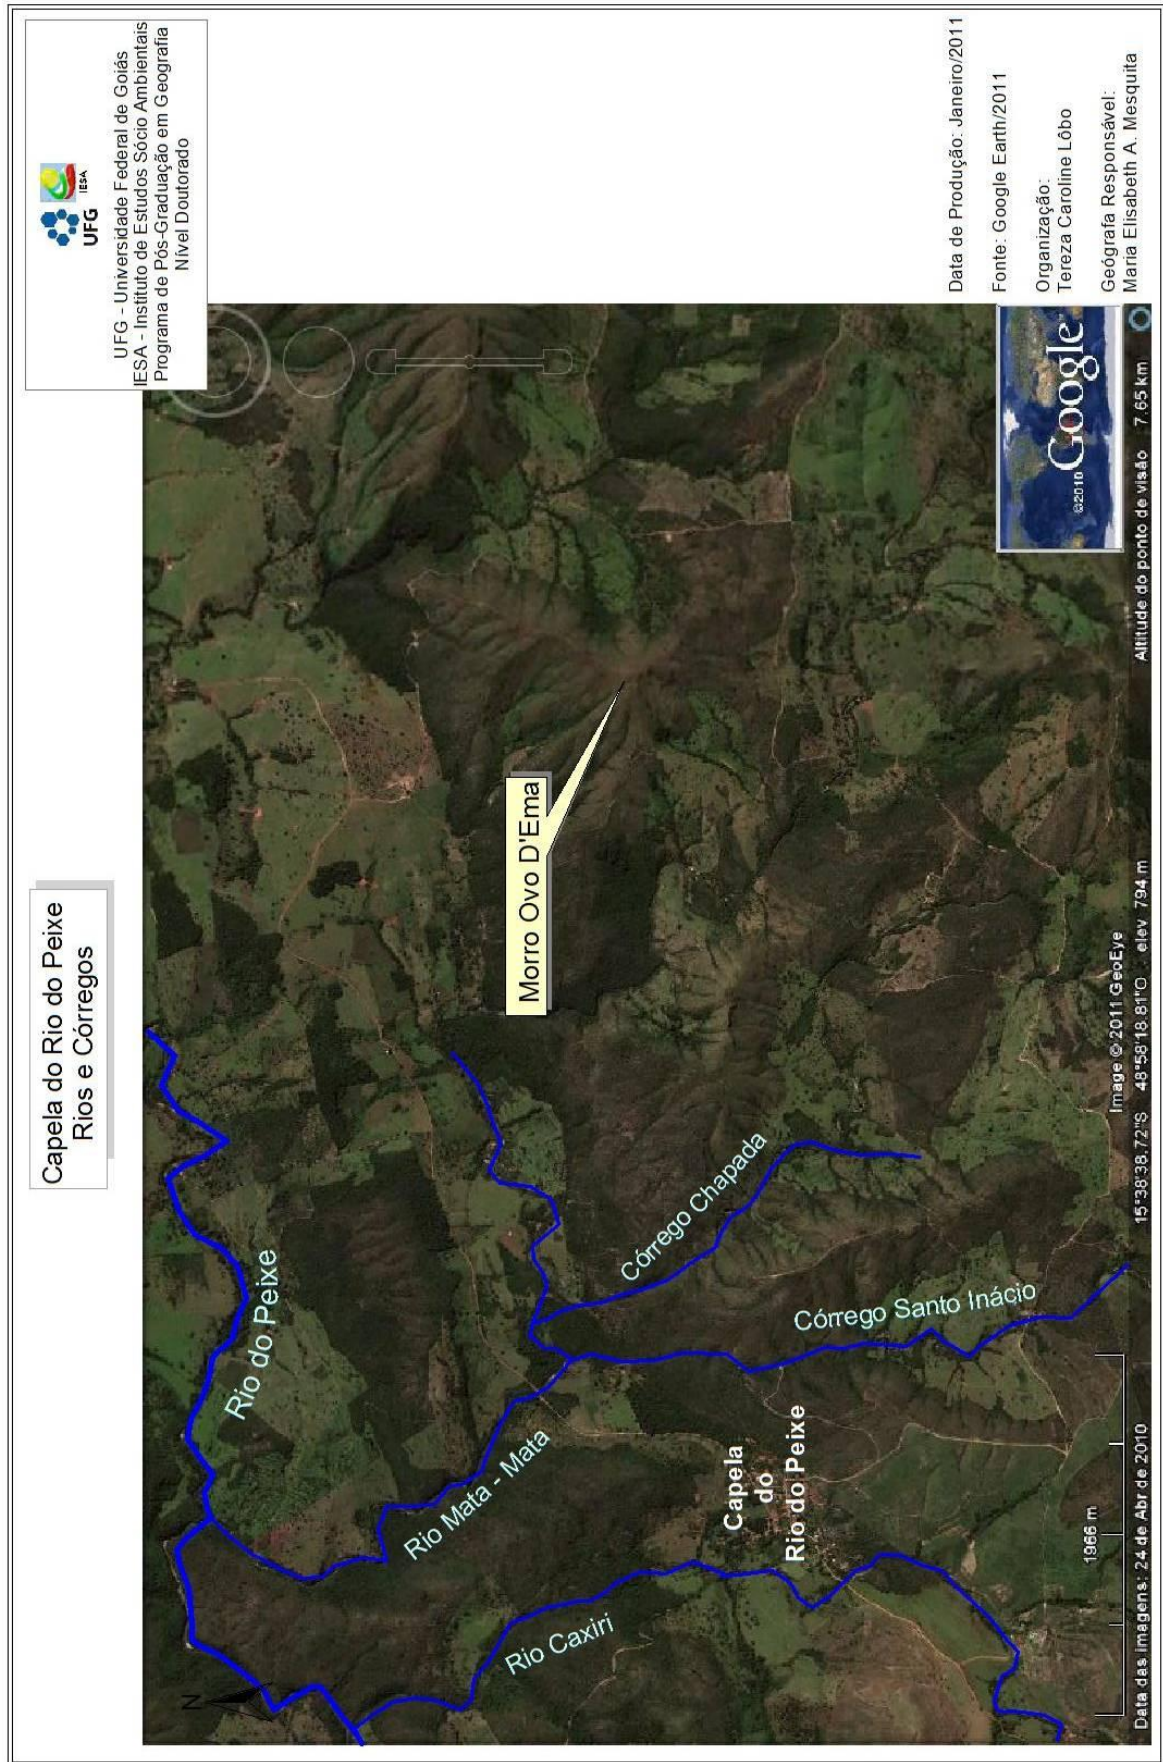 Capela do Rio do Peixe
Rios e Córregos
UFG
IESA
UFG - Universidade Federal de Goiás
IESA - Instituto de Estudos Sócio Ambientais
Programa de Pós-Graduação em Geografia
Nível Doutorado
Rio do Peixe
Morro Ovo D'Ema
Rio Mata - Mata
Córrego Chapada
Rio Caxiri
Córrego Santo Inácio
Capela
do
Rio do Peixe
N
1966 m
©2010 Google™
Image © 2011 GeoEye
Data das imagens: 24 de Abr de 2010
15°38'38.72"S 48°58'18.81"O elev 794 m
Altitude do ponto de visão 7.65 km
Data de Produção: Janeiro/2011
Fonte: Google Earth/2011
Organização:
Tereza Caroline Lôbo
Geógrafa Responsável:
Maria Elisabeth A. Mesquita